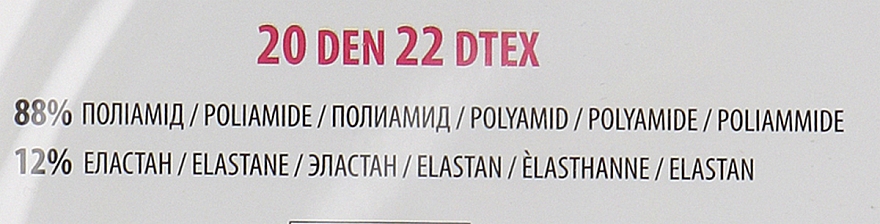 20 DEN 22 DTEX
88% ПОЛІАМІД / POLIAMIDE / ПОЛИАМИД / POLYAMID / POLYAMIDE / POLIAMMIDE
12% ЕЛАСТАН / ELASTANE / ЭЛАСТАН / ELASTAN / ÈLASTHANNE / ELASTAN